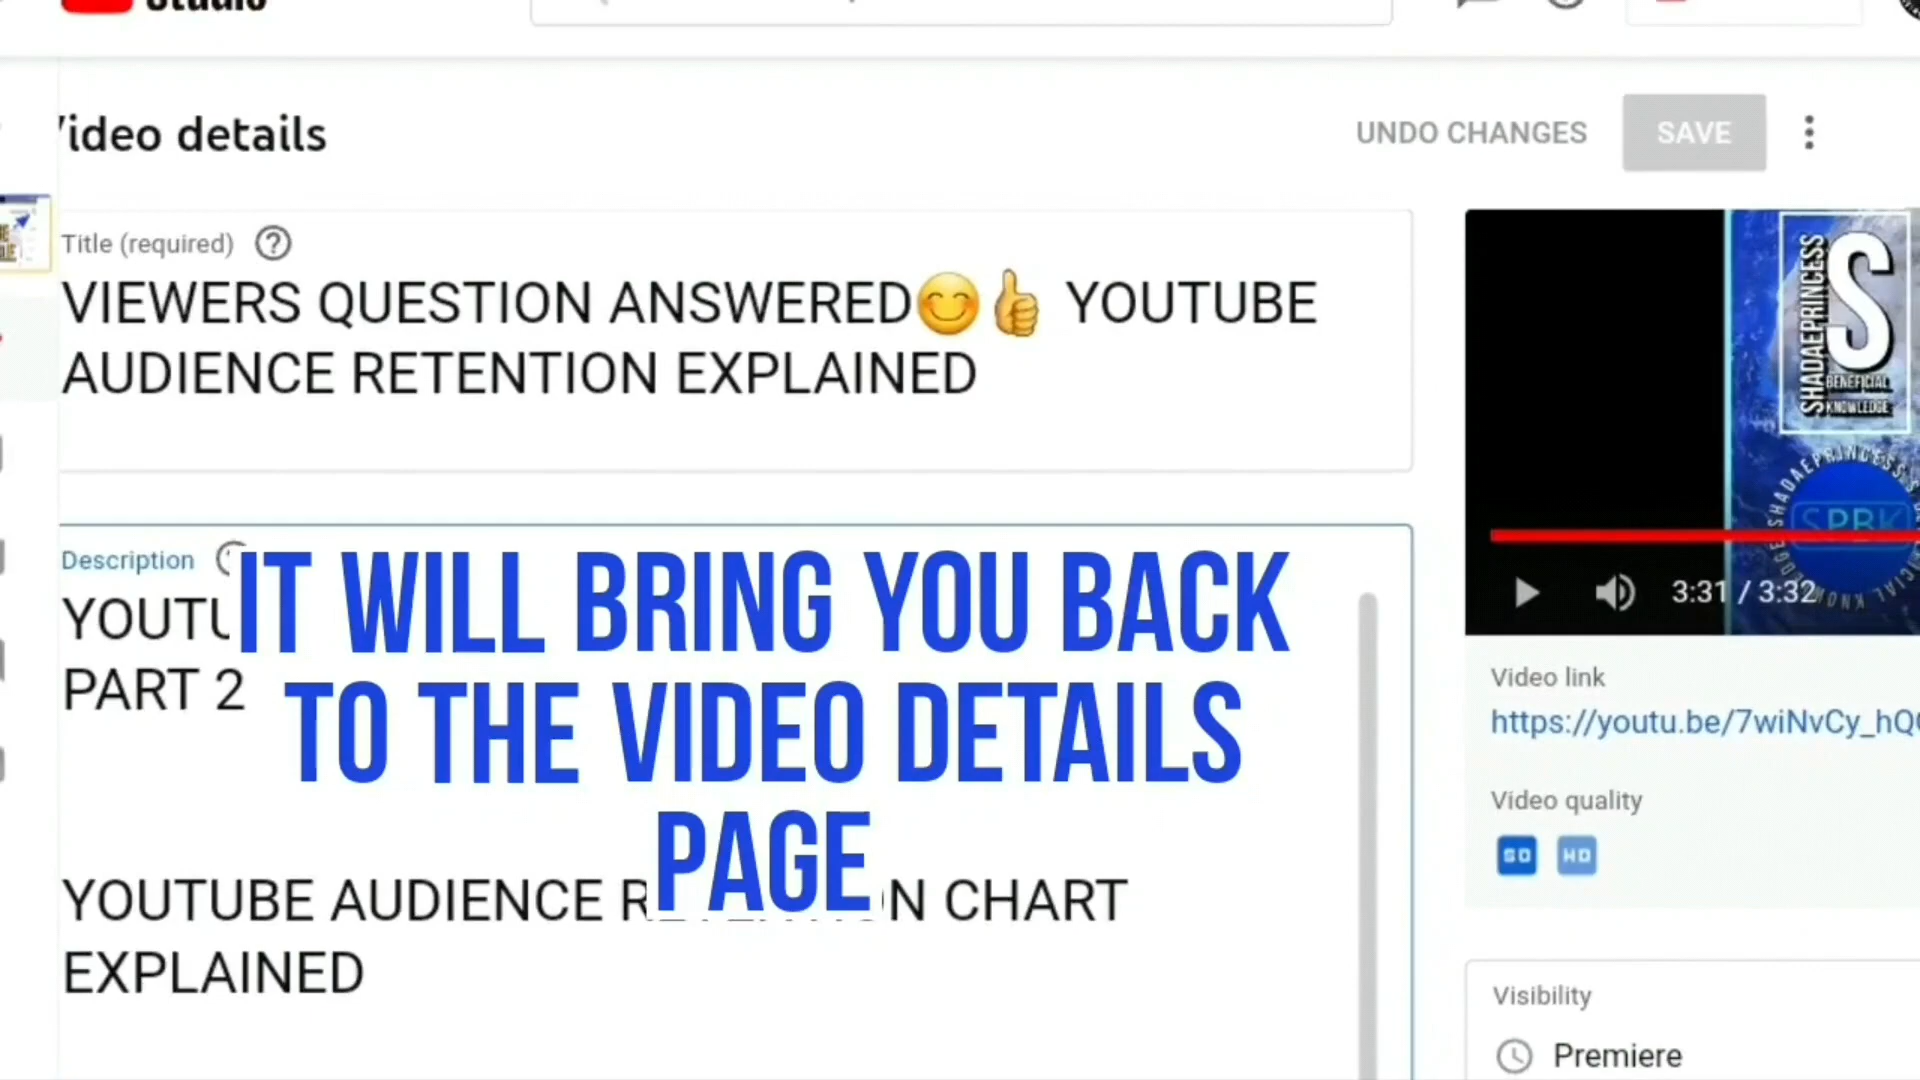 Studio
Video details
UNDO CHANGES
SAVE
Title (required)
VIEWERS QUESTION ANSWERED😊👍 YOUTUBE
AUDIENCE RETENTION EXPLAINED
Description
PART 2
IT WILL BRING YOU BACK
TO THE VIDEO DETAILS
PAGE
YOUTUBE AUDIENCE
CHART
EXPLAINED
SHADAEPRINCESS
S
BENEFICIAL
KNOWLEDGE
SPBK
3:31 / 3:32
Video link
https://youtu.be/7wiNvCy_hQ
Video quality
SD
HD
Visibility
Premiere